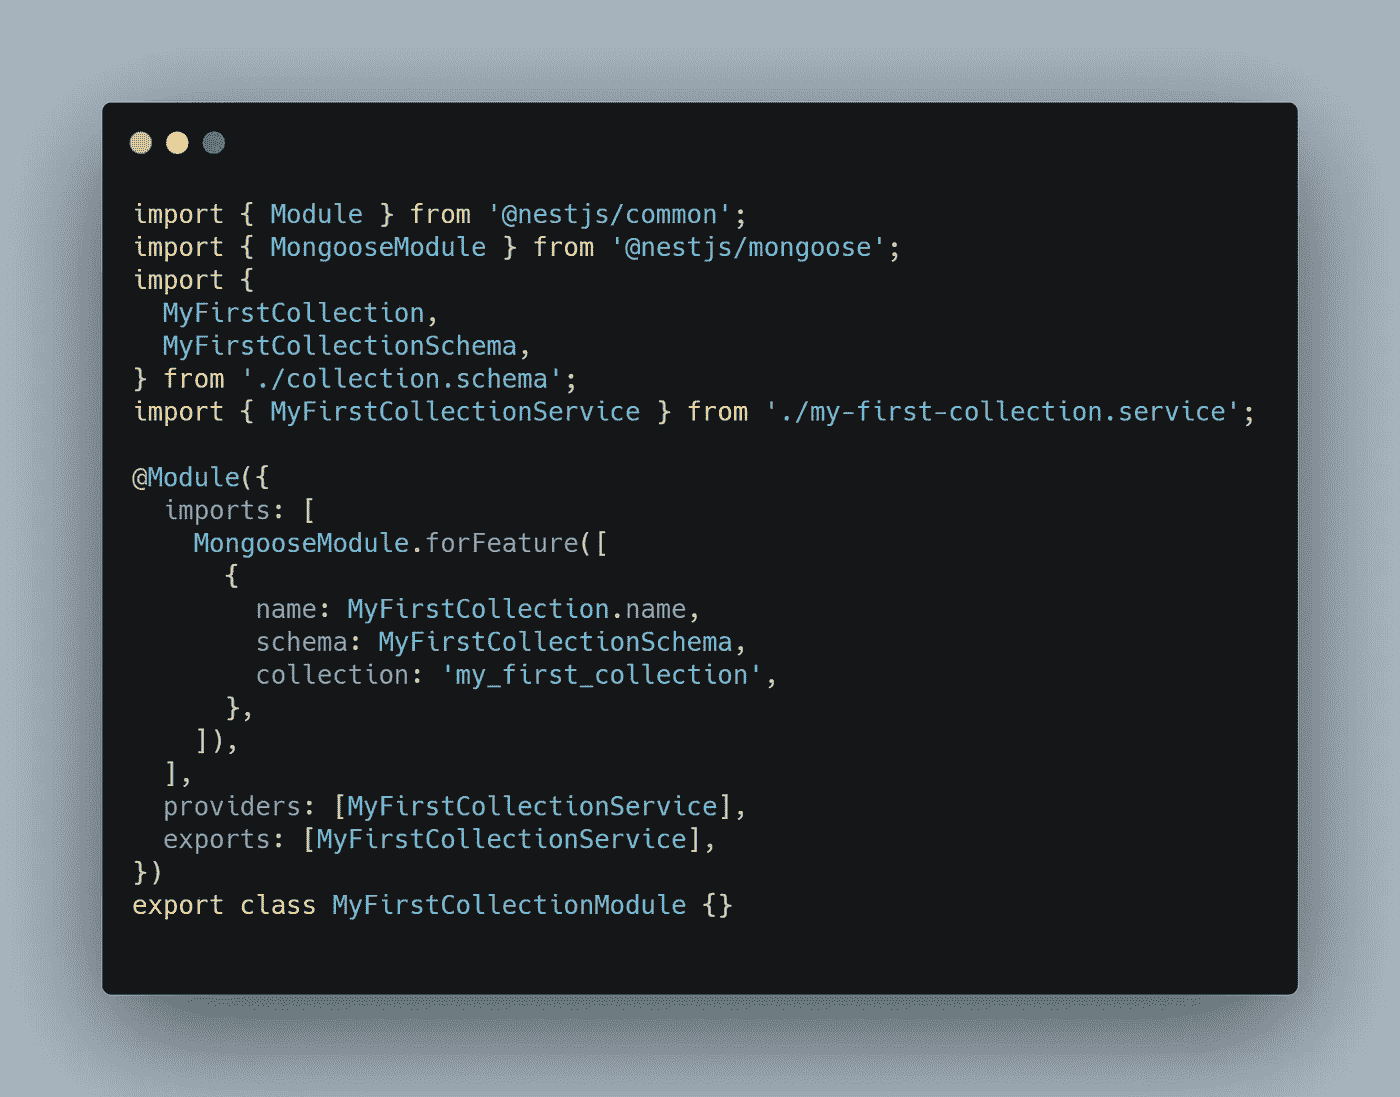 import { Module } from '@nestjs/common';
import { MongooseModule } from '@nestjs/mongoose';
import {
  MyFirstCollection,
  MyFirstCollectionSchema,
} from './collection.schema';
import { MyFirstCollectionService } from './my-first-collection.service';

@Module({
  imports: [
    MongooseModule.forFeature([
      {
        name: MyFirstCollection.name,
        schema: MyFirstCollectionSchema,
        collection: 'my_first_collection',
      },
    ]),
  ],
  providers: [MyFirstCollectionService],
  exports: [MyFirstCollectionService],
})
export class MyFirstCollectionModule {}